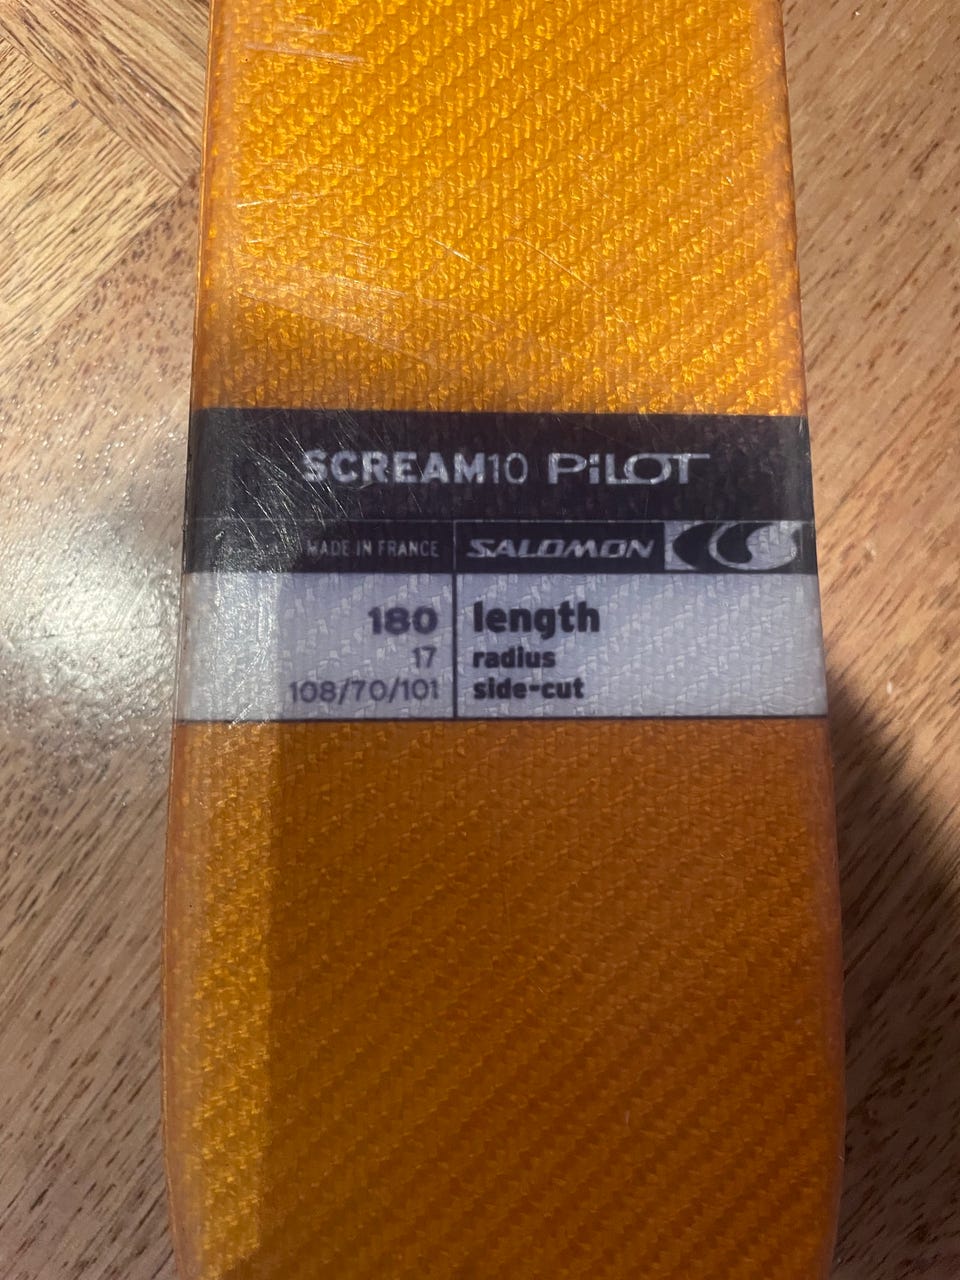 SCREAM10 PiLOT
MADE IN FRANCE SALOMON
180 length
17 radius
108/70/101 side-cut